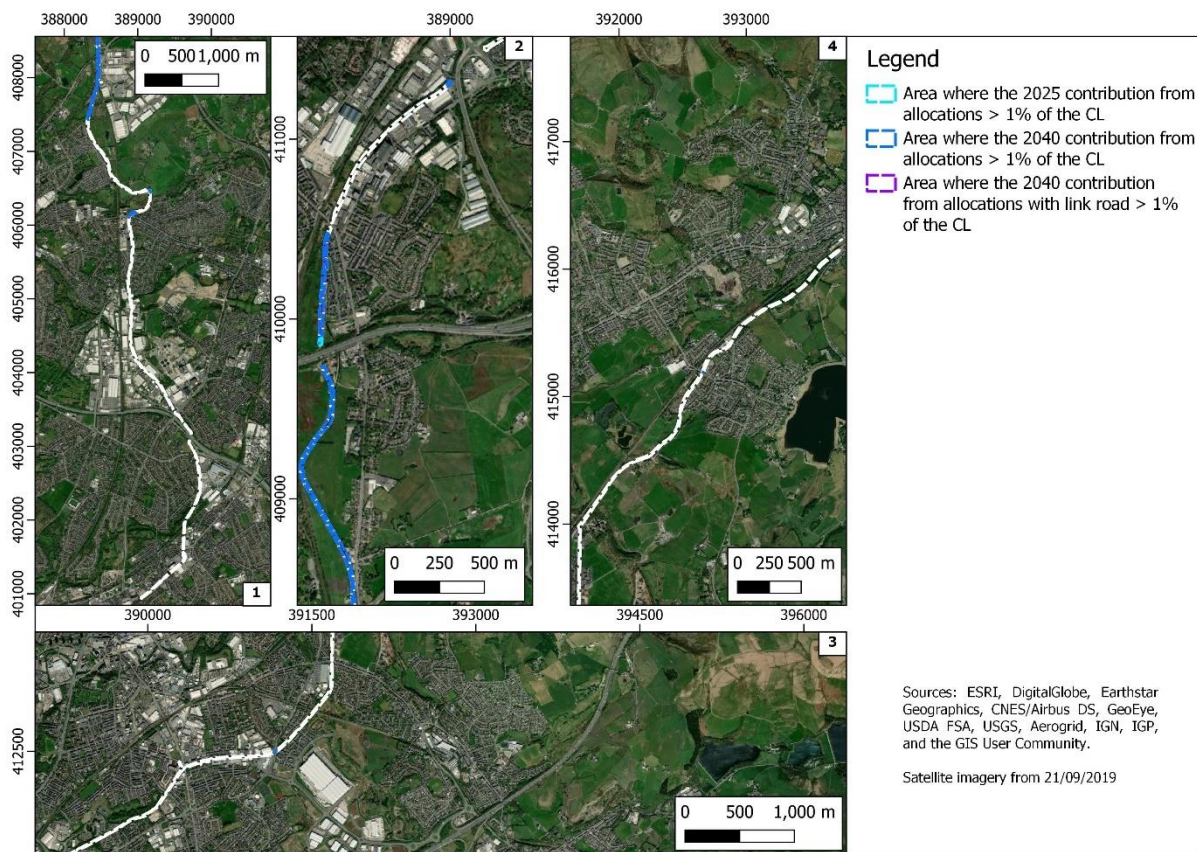 388000 389000 390000
389000
392000 393000
408000
407000
406000
405000
404000
403000
402000
401000
0 500 1,000 m
1
411000
410000
409000
2
0 250 500 m
417000
416000
415000
414000
4
0 250 500 m
390000 391500 393000 394500 396000
412500
3
0 500 1,000 m
Legend
Area where the 2025 contribution from
allocations > 1% of the CL
Area where the 2040 contribution from
allocations > 1% of the CL
Area where the 2040 contribution
from allocations with link road > 1%
of the CL
Sources: ESRI, DigitalGlobe, Earthstar
Geographics, CNES/Airbus DS, GeoEye,
USDA FSA, USGS, Aerogrid, IGN, IGP,
and the GIS User Community.
Satellite imagery from 21/09/2019